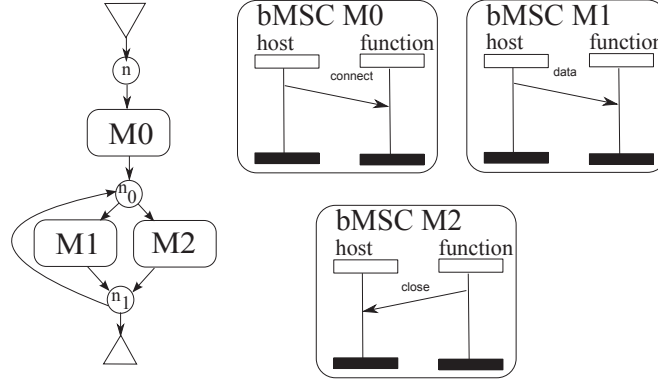 n
M0
n0
M1 M2
n1
bMSC M0
host function
connect
bMSC M1
host function
data
bMSC M2
host function
close